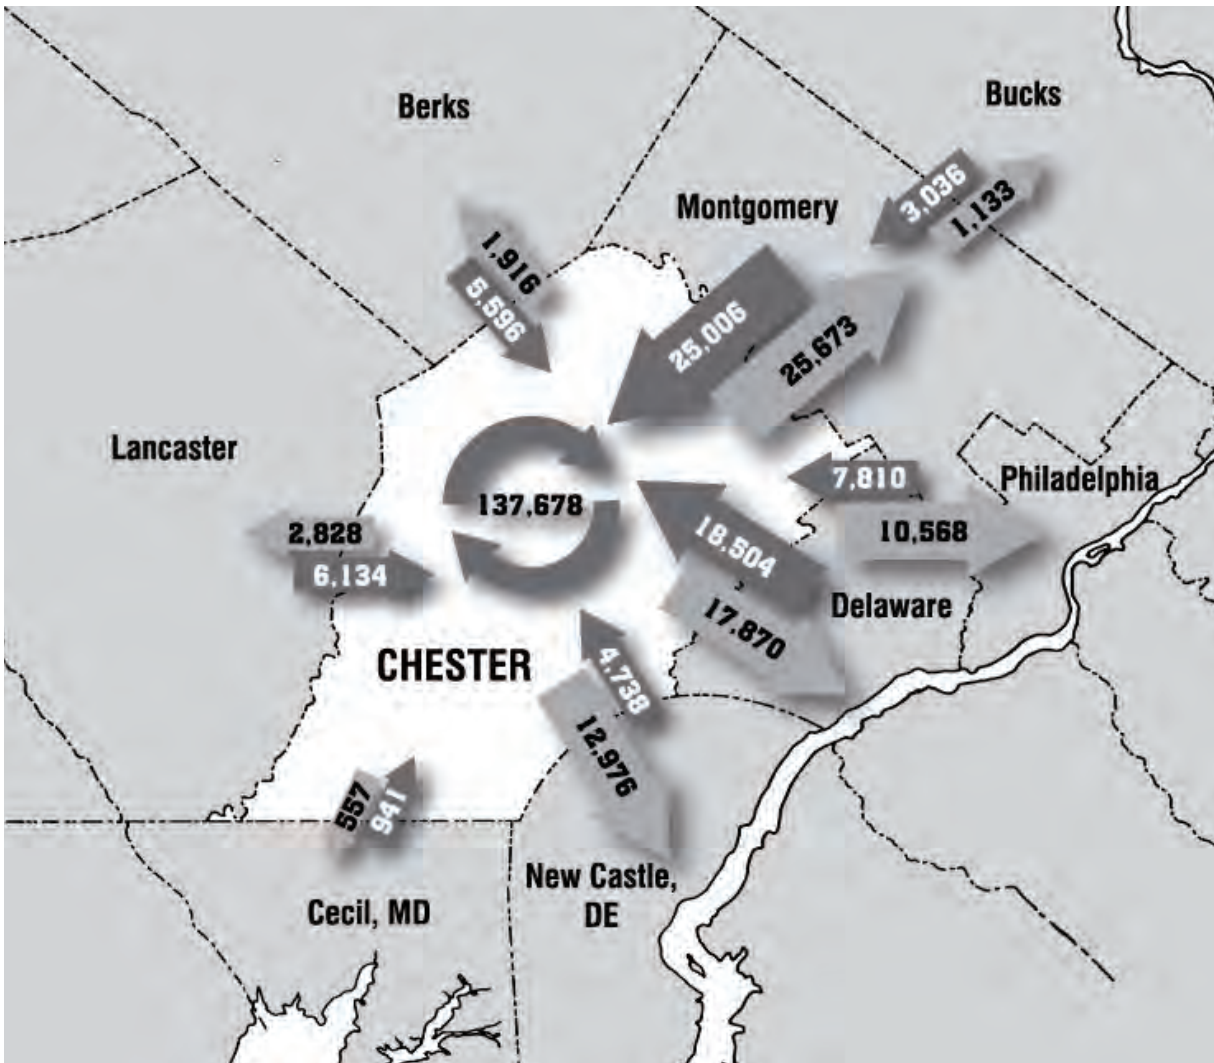 Berks
Bucks
Montgomery
3,036
1,133
1,916
5,596
25,006
25,673
Lancaster
Philadelphia
7,810
137,678
10,568
18,504
2,828
6,134
Delaware
17,870
CHESTER
4,738
12,976
557
941
New Castle,
DE
Cecil, MD